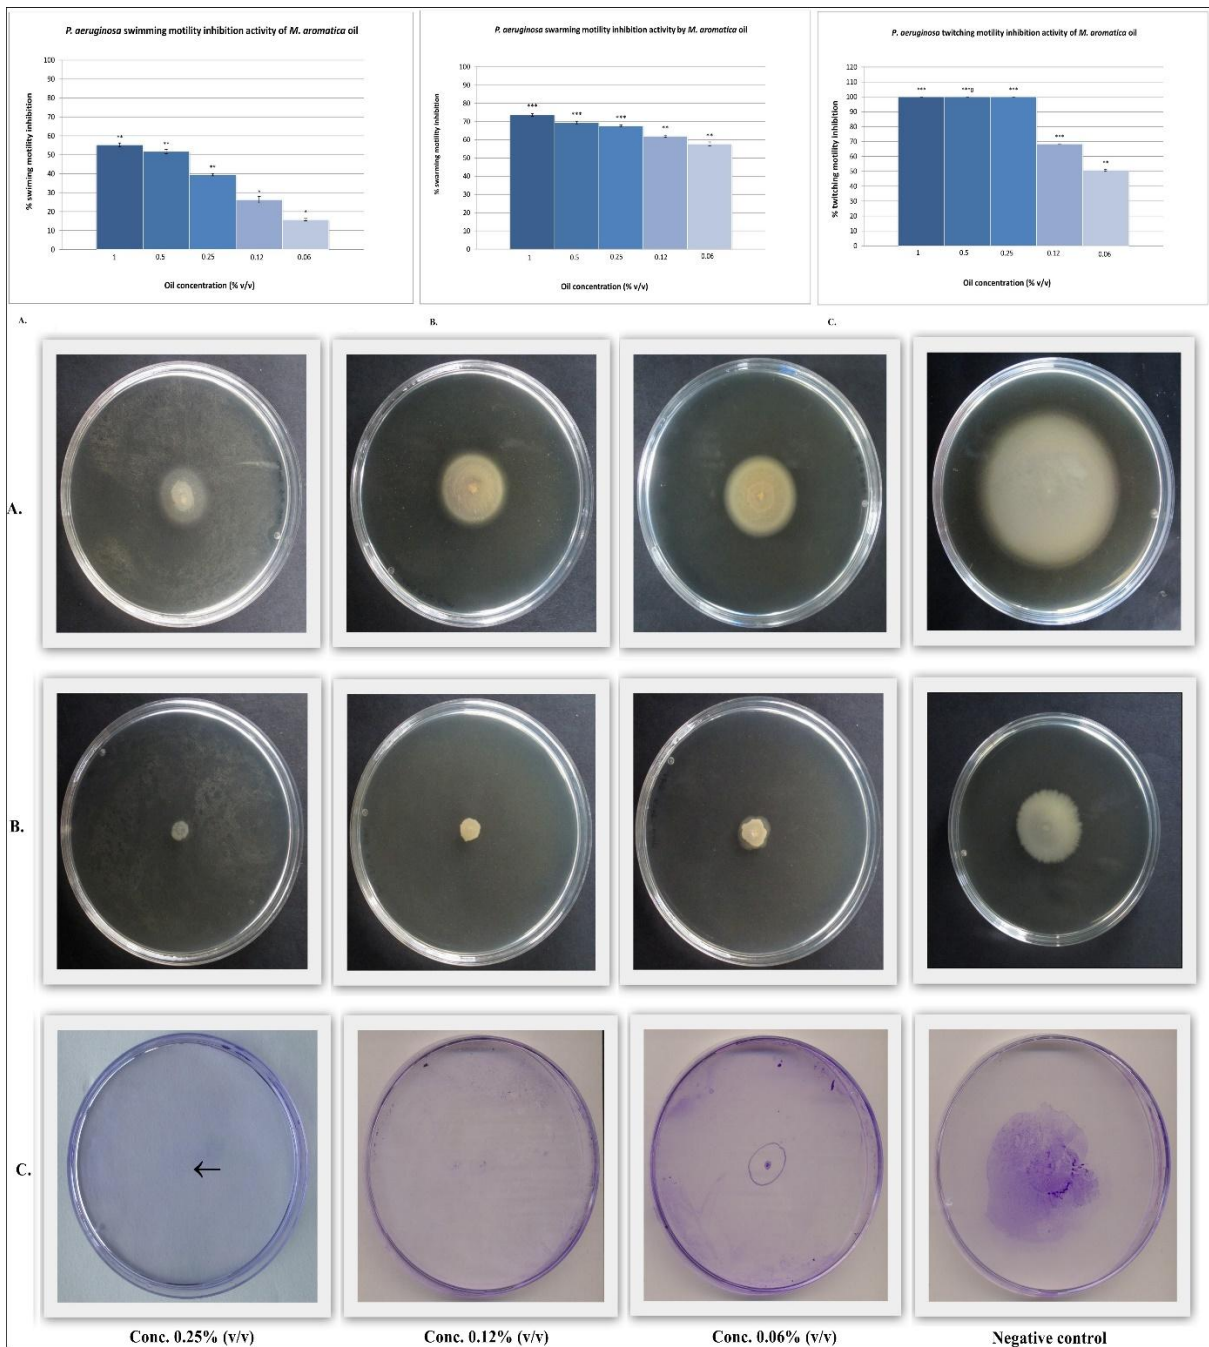 P. aeruginosa swimming motility inhibition activity of M. aromatica oil
% swiming motility inhibition
100
90
80
70
60
50
40
30
20
10
0
**
**
**
*
*
1 0.5 0.25 0.12 0.06
Oil concentration (% v/v)
P. aeruginosa swarming motility inhibition activity by M. aromatica oil
% swarming motility inhibition
100
90
80
70
60
50
40
30
20
10
0
***
***
***
**
**
1 0.5 0.25 0.12 0.06
Oil concentration (% v/v)
P. aeruginosa twitching motility inhibition activity of M. aromatica oil
% twitching motility inhibition
120
110
100
90
80
70
60
50
40
30
20
10
0
***
***
***
**
1 0.5 0.25 0.12 0.06
Oil concentration (% v/v)
A. B. C.
A.
B.
C.
Conc. 0.25% (v/v) Conc. 0.12% (v/v) Conc. 0.06% (v/v) Negative control